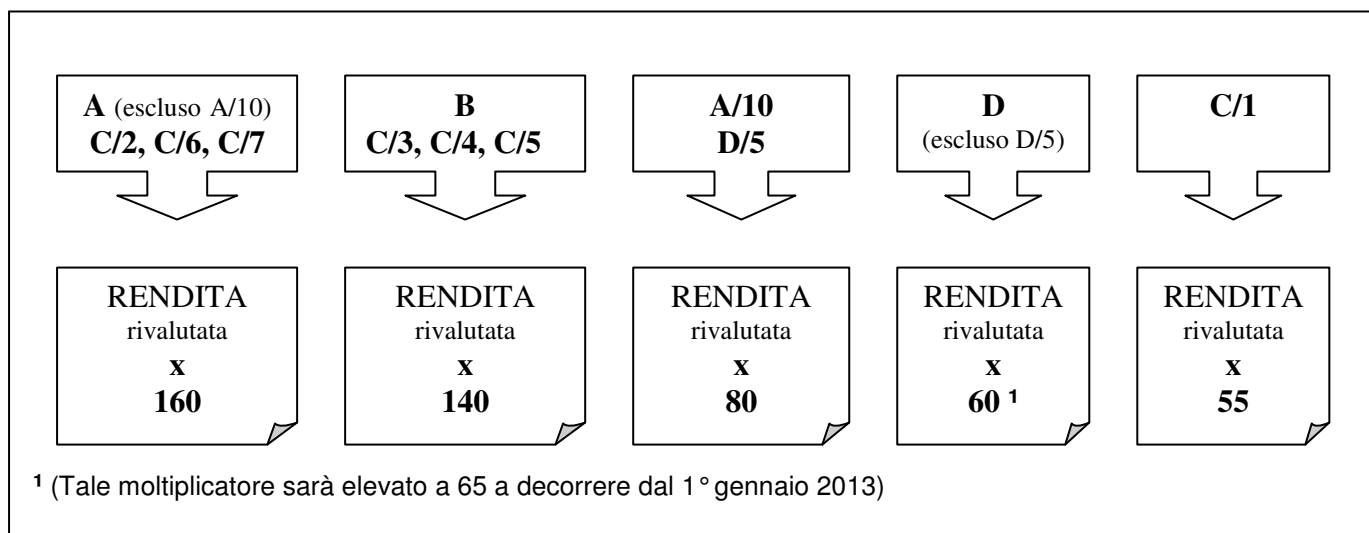 A (escluso A/10)
C/2, C/6, C/7
B
C/3, C/4, C/5
A/10
D/5
D
(escluso D/5)
C/1
RENDITA
rivalutata
x
160
RENDITA
rivalutata
x
140
RENDITA
rivalutata
x
80
RENDITA
rivalutata
x
60 ¹
RENDITA
rivalutata
x
55
¹ (Tale moltiplicatore sarà elevato a 65 a decorrere dal 1° gennaio 2013)